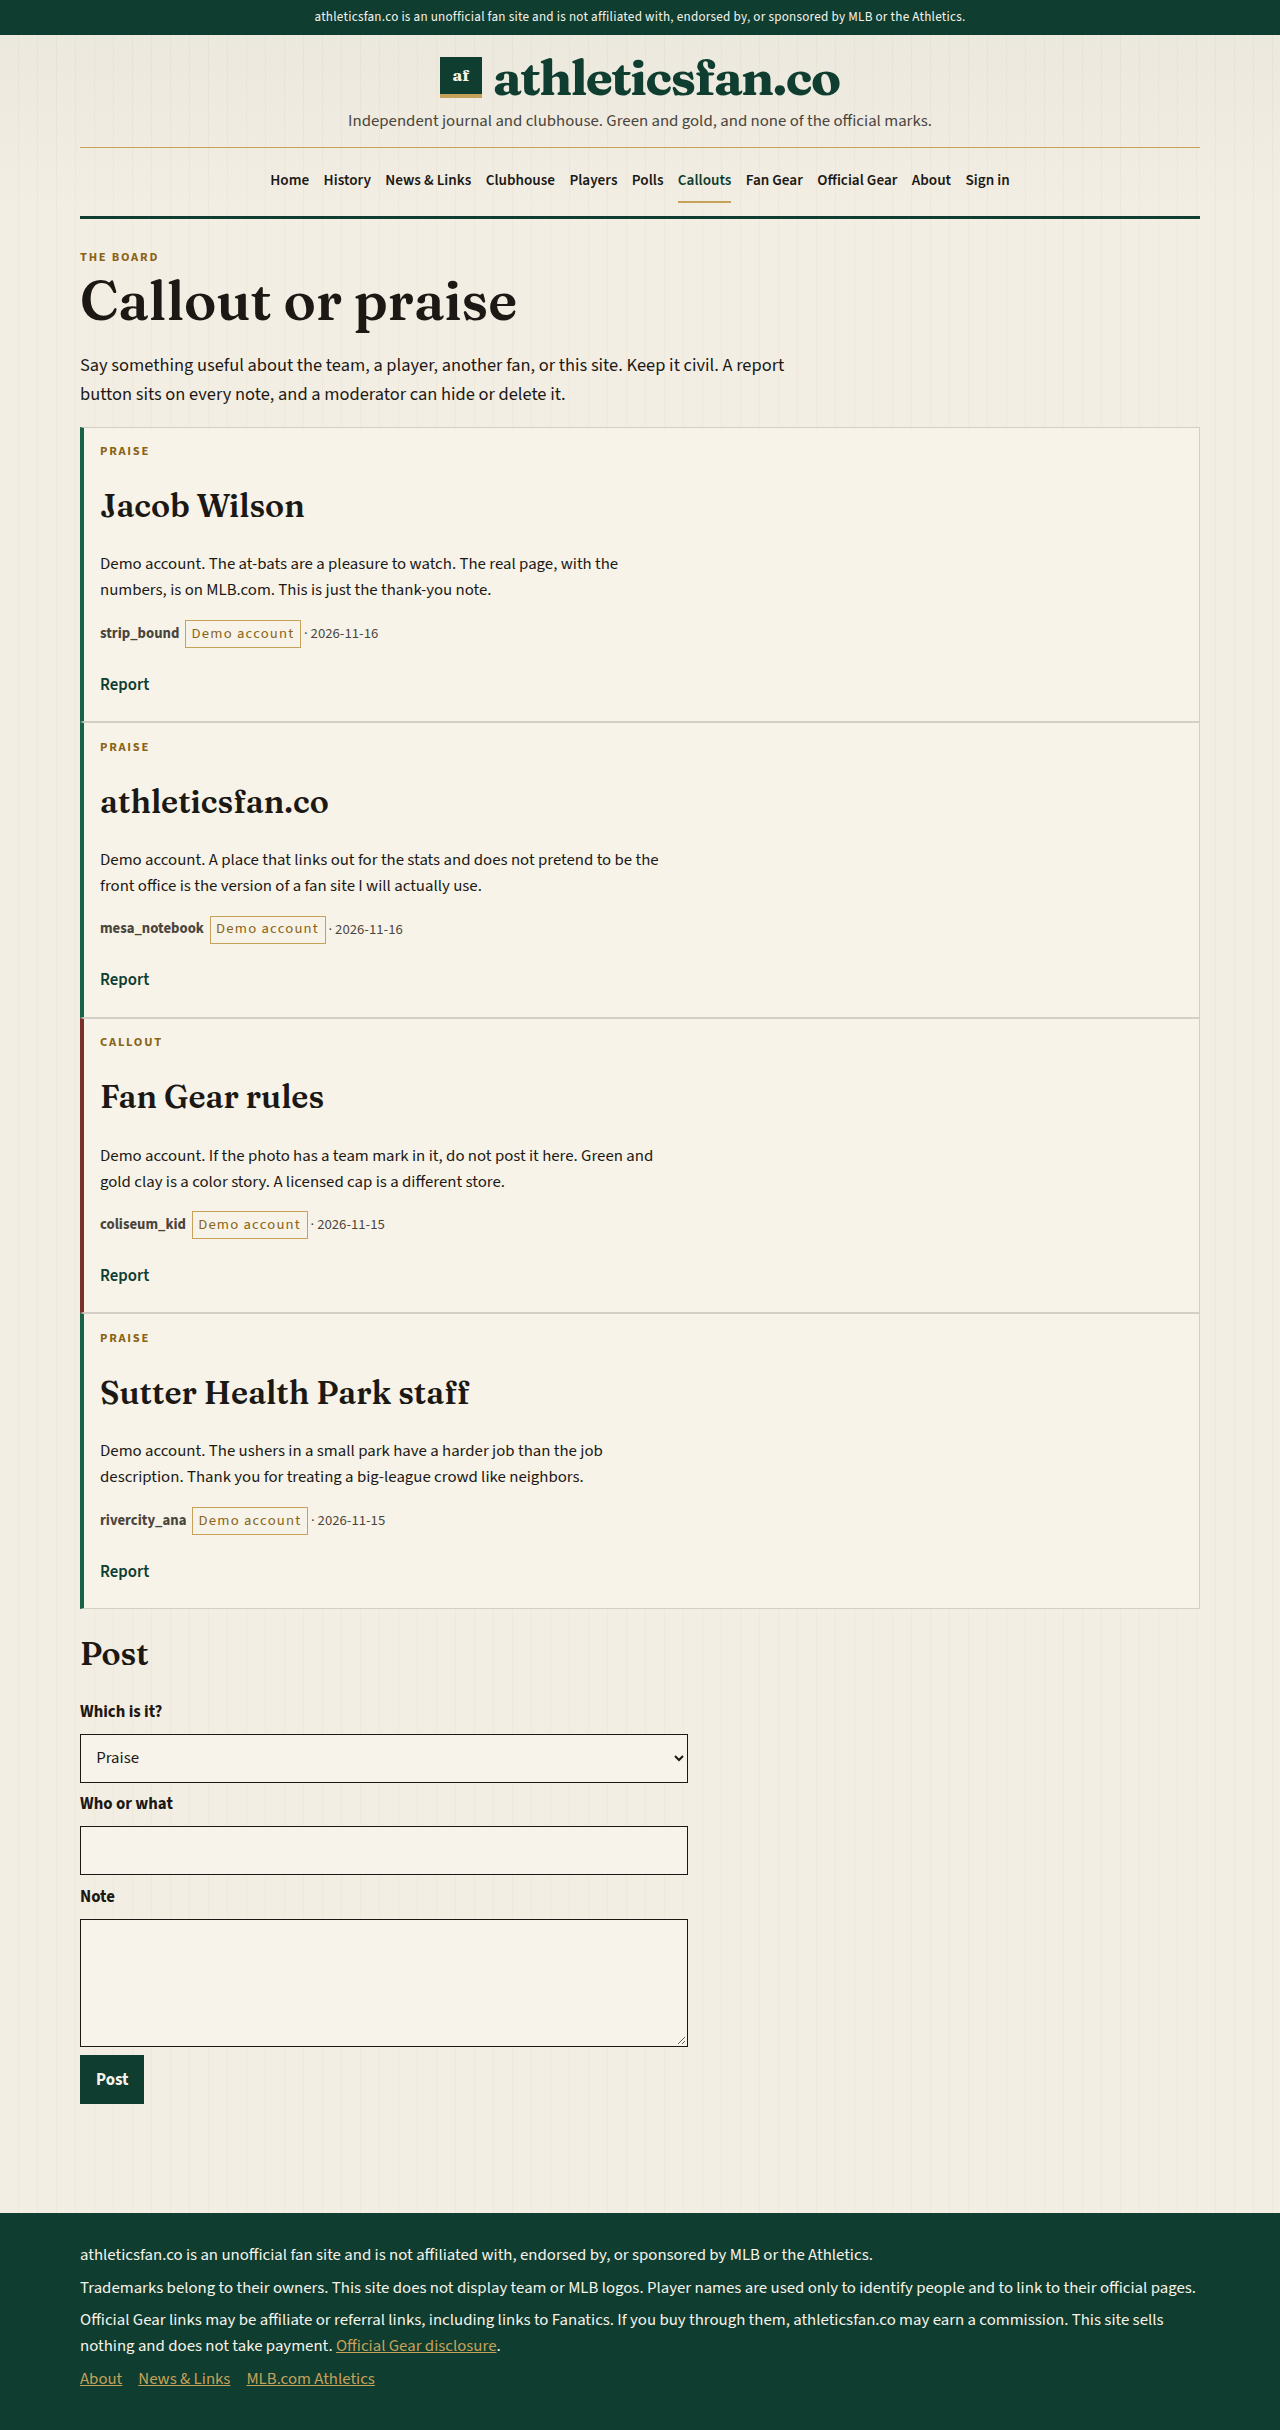 athleticsfan.co is an unofficial fan site and is not affiliated with, endorsed by, or sponsored by MLB or the Athletics.
af athleticsfan.co
Independent journal and clubhouse. Green and gold, and none of the official marks.
Home History News & Links Clubhouse Players Polls Callouts Fan Gear Official Gear About Sign in
THE BOARD
Callout or praise
Say something useful about the team, a player, another fan, or this site. Keep it civil. A report
button sits on every note, and a moderator can hide or delete it.
PRAISE
Jacob Wilson
Demo account. The at-bats are a pleasure to watch. The real page, with the
numbers, is on MLB.com. This is just the thank-you note.
strip_bound Demo account · 2026-11-16
Report
PRAISE
athleticsfan.co
Demo account. A place that links out for the stats and does not pretend to be the
front office is the version of a fan site I will actually use.
mesa_notebook Demo account · 2026-11-16
Report
CALLOUT
Fan Gear rules
Demo account. If the photo has a team mark in it, do not post it here. Green and
gold clay is a color story. A licensed cap is a different store.
coliseum_kid Demo account · 2026-11-15
Report
PRAISE
Sutter Health Park staff
Demo account. The ushers in a small park have a harder job than the job
description. Thank you for treating a big-league crowd like neighbors.
rivercity_ana Demo account · 2026-11-15
Report
Post
Which is it?
Praise
Who or what
Note
Post
athleticsfan.co is an unofficial fan site and is not affiliated with, endorsed by, or sponsored by MLB or the Athletics.
Trademarks belong to their owners. This site does not display team or MLB logos. Player names are used only to identify people and to link to their official pages.
Official Gear links may be affiliate or referral links, including links to Fanatics. If you buy through them, athleticsfan.co may earn a commission. This site sells
nothing and does not take payment. Official Gear disclosure.
About News & Links MLB.com Athletics